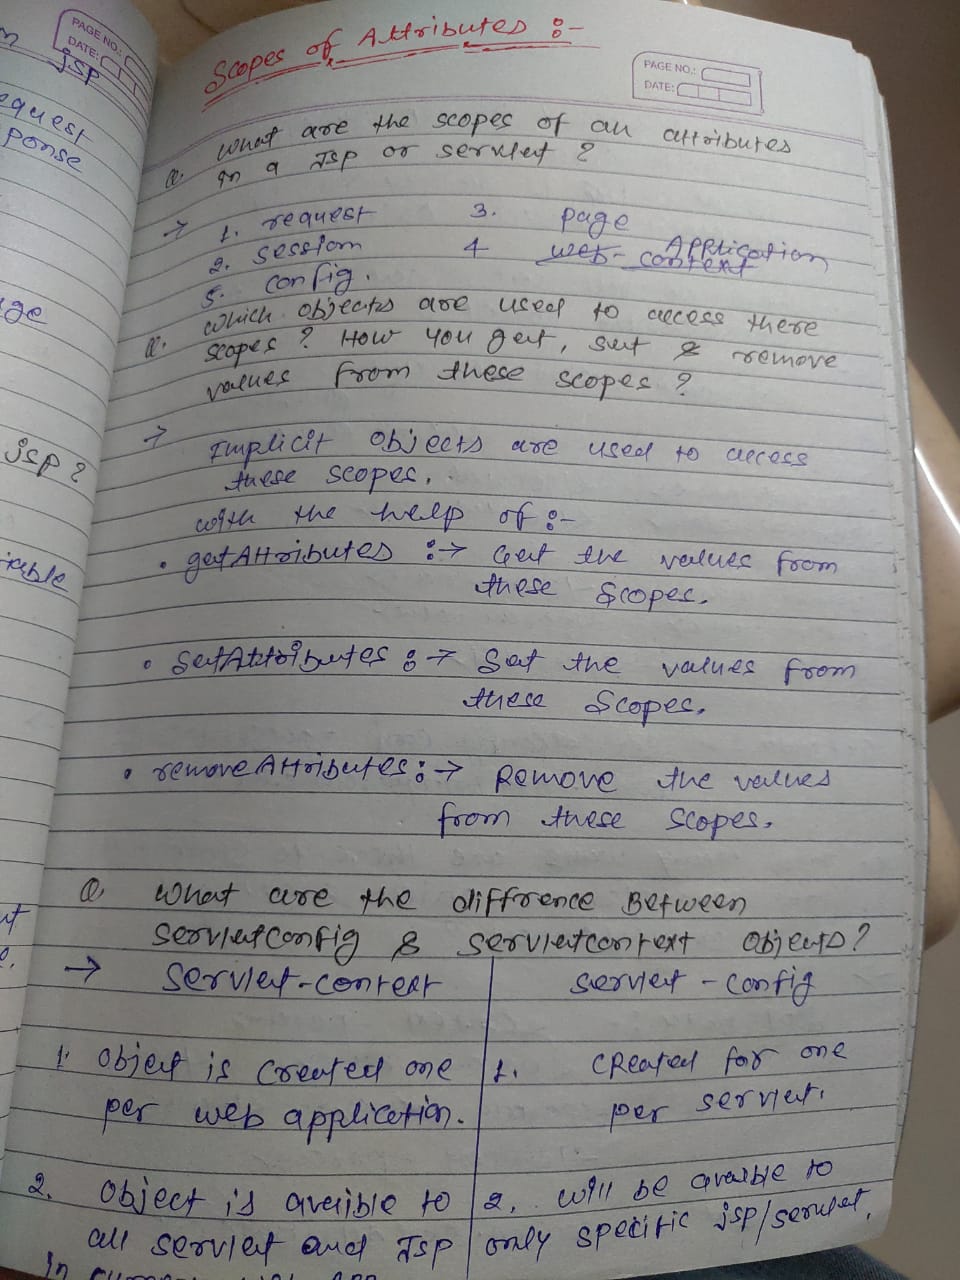 PAGE NO.:
DATE:
jsp
equest
ponse
ge
jsp ?
Scopes of Attributes :-
PAGE NO.:
DATE:
Q. What are the scopes of an attributes
in a Jsp or servlet ?
→ 1. request 3. page
2. session 4 web-context Application
5. config.
Q. which objects are used to access there
scopes ? How you get, set & remove
values from these scopes ?
→ Implicit objects are used to access
these scopes.
with the help of :-
• getAttributes :→ Get the values from
these Scopes.
• SetAttributes :→ Set the values from
these Scopes.
• removeAttributes :→ Remove the values
from these Scopes.
Q. What are the diffrence Between
servletconfig & servletcontext objects?
→ servlet-context servlet-config
1. Object is created one 1. CReated for one
per web application. per servlet.
2. Object is avaible to 2. will be avaible to
all servlet and Jsp only specific jsp/servlet.
In